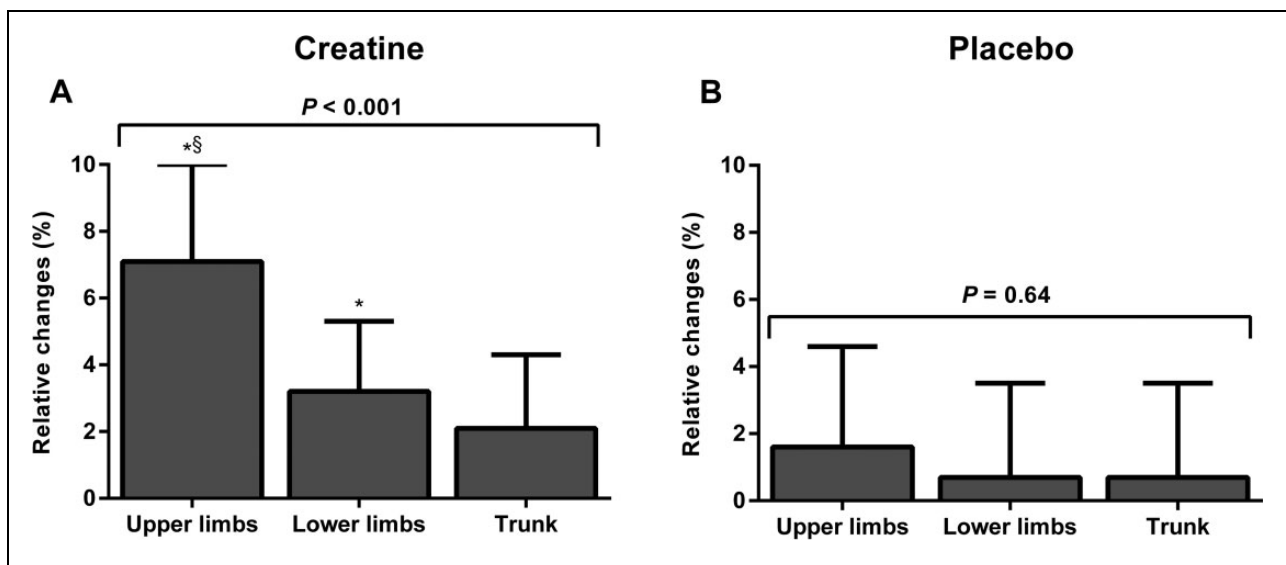 Creatine
A
P < 0.001
*§
*
Relative changes (%)
10
8
6
4
2
0
Upper limbs
Lower limbs
Trunk
Placebo
B
P = 0.64
Relative changes (%)
10
8
6
4
2
0
Upper limbs
Lower limbs
Trunk